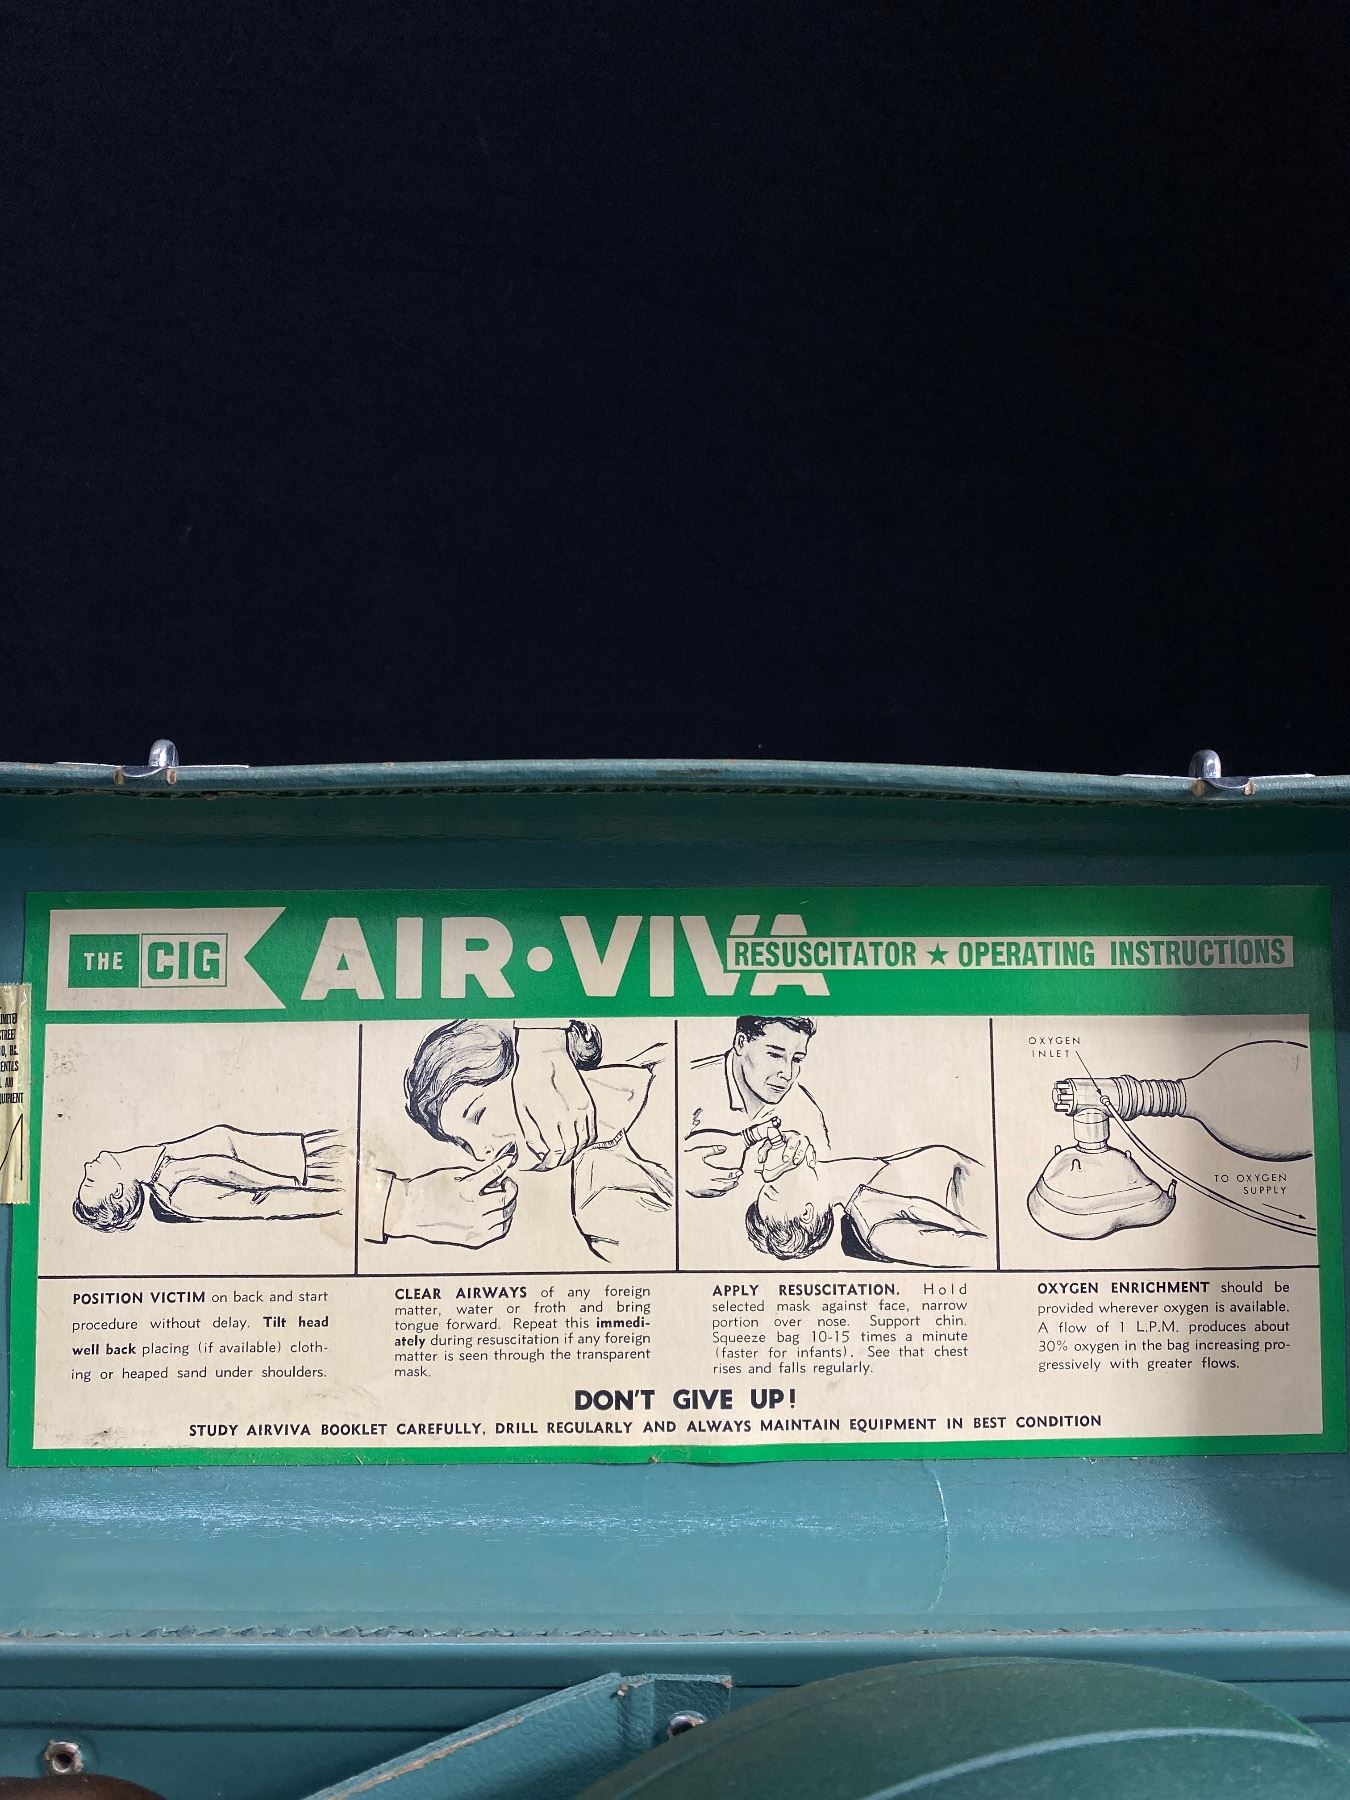 THE CIG
AIR·VIVA
RESUSCITATOR ★ OPERATING INSTRUCTIONS
STREET
OXYGEN
INLET
TO OXYGEN
SUPPLY
POSITION VICTIM on back and start
procedure without delay. Tilt head
well back placing (if available) cloth-
ing or heaped sand under shoulders.
CLEAR AIRWAYS of any foreign
matter, water or froth and bring
tongue forward. Repeat this immedi-
ately during resuscitation if any foreign
matter is seen through the transparent
mask.
APPLY RESUSCITATION. Hold
selected mask against face, narrow
portion over nose. Support chin.
Squeeze bag 10-15 times a minute
(faster for infants). See that chest
rises and falls regularly.
OXYGEN ENRICHMENT should be
provided wherever oxygen is available.
A flow of 1 L.P.M. produces about
30% oxygen in the bag increasing pro-
gressively with greater flows.
DON'T GIVE UP!
STUDY AIRVIVA BOOKLET CAREFULLY, DRILL REGULARLY AND ALWAYS MAINTAIN EQUIPMENT IN BEST CONDITION